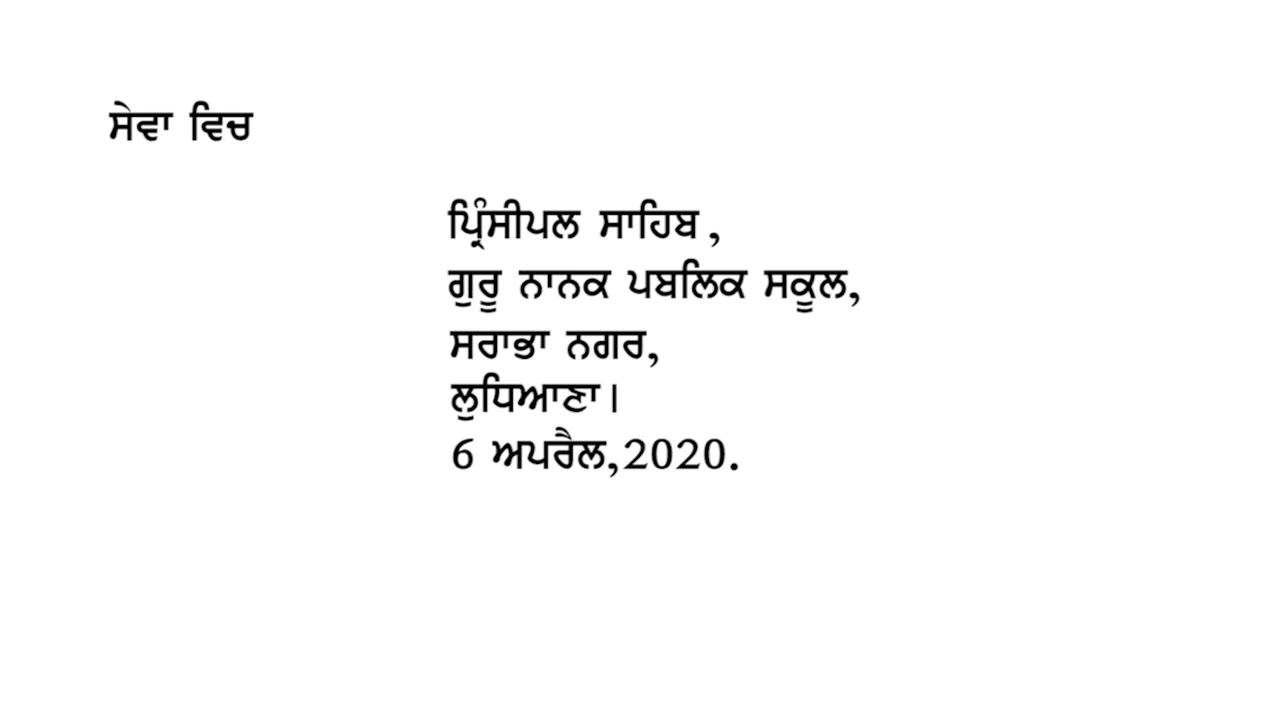 ਸੇਵਾ ਵਿਚ
ਪ੍ਰਿੰਸੀਪਲ ਸਾਹਿਬ ,
ਗੁਰੂ ਨਾਨਕ ਪਬਲਿਕ ਸਕੂਲ,
ਸਰਾਭਾ ਨਗਰ,
ਲੁਧਿਆਣਾ।
6 ਅਪਰੈਲ,2020.